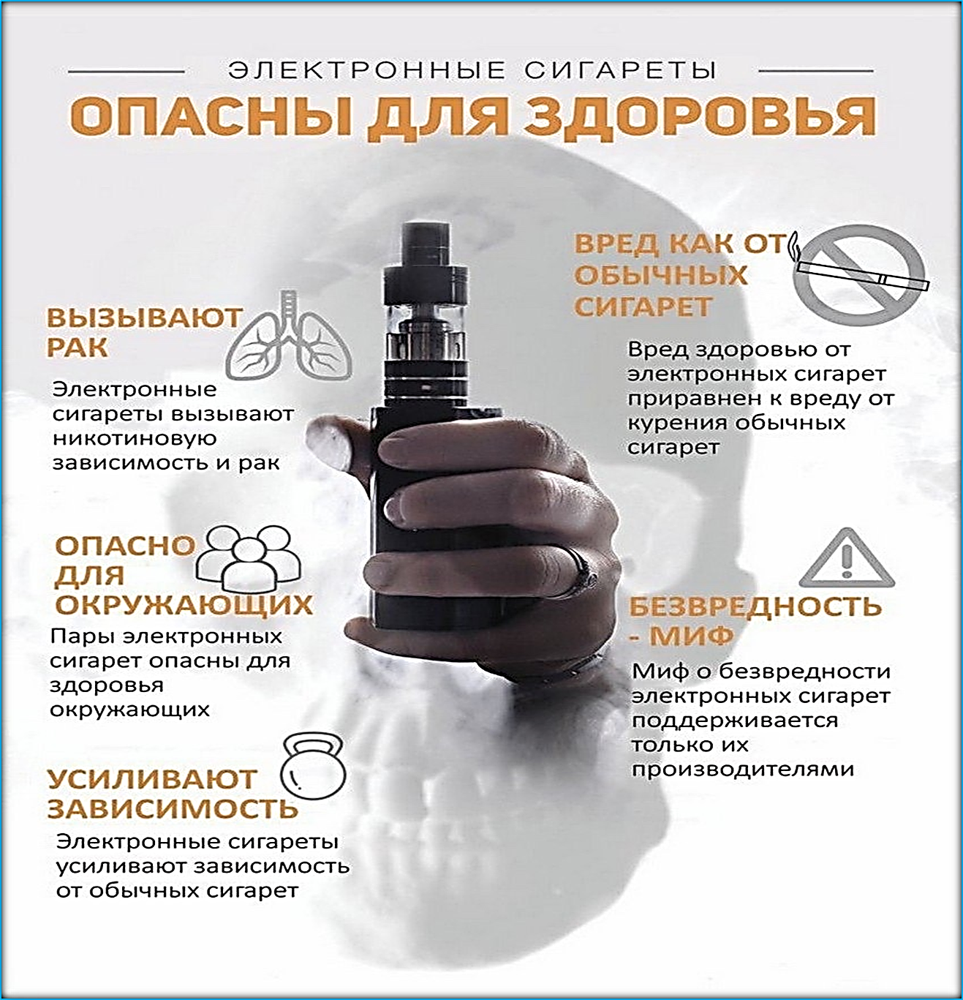 ЭЛЕКТРОННЫЕ СИГАРЕТЫ
ОПАСНЫ ДЛЯ ЗДОРОВЬЯ
ВЫЗЫВАЮТ
РАК
Электронные
сигареты вызывают
никотиновую
зависимость и рак
ОПАСНО
ДЛЯ
ОКРУЖАЮЩИХ
Пары электронных
сигарет опасны для
здоровья
окружающих
УСИЛИВАЮТ
ЗАВИСИМОСТЬ
Электронные сигареты
усиливают зависимость
от обычных сигарет
ВРЕД КАК ОТ
ОБЫЧНЫХ
СИГАРЕТ
Вред здоровью от
электронных сигарет
приравнен к вреду от
курения обычных
сигарет
БЕЗВРЕДНОСТЬ
- МИФ
Миф о безвредности
электронных сигарет
поддерживается
только их
производителями